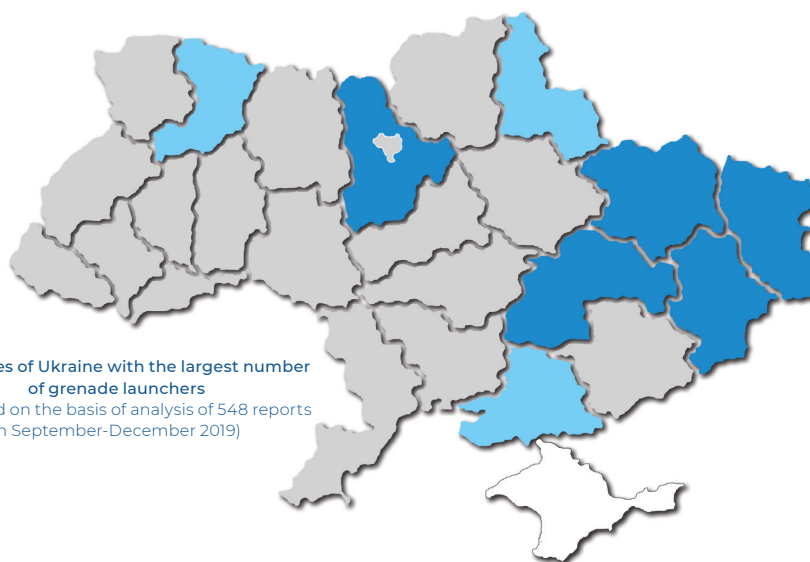 es of Ukraine with the largest number
of grenade launchers
d on the basis of analysis of 548 reports
September-December 2019)